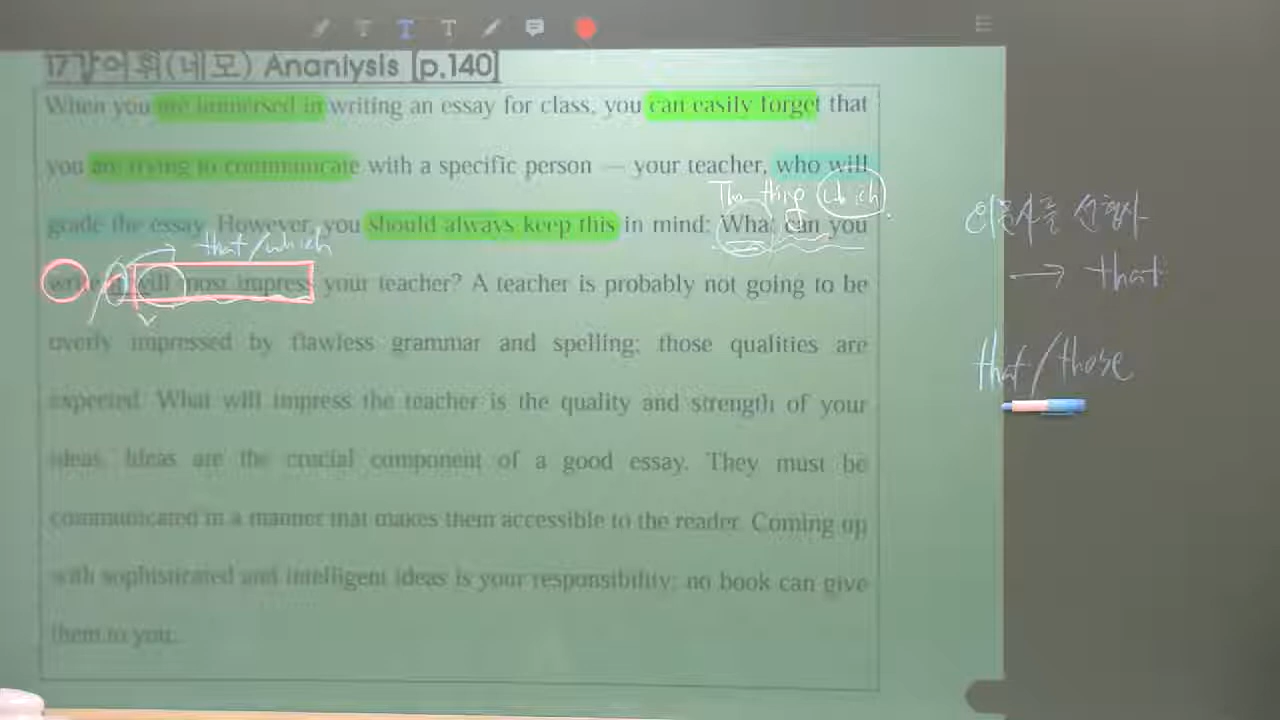 17강어휘(네모) Ananlysis [p.140]
When you are immersed in writing an essay for class, you can easily forget that
you are trying to communicate with a specific person — your teacher, who will
The thing which
grade the essay. However, you should always keep this in mind: What can you
that/which
write will most impress your teacher? A teacher is probably not going to be
overly impressed by flawless grammar and spelling; those qualities are
expected. What will impress the teacher is the quality and strength of your
ideas. Ideas are the crucial component of a good essay. They must be
communicated in a manner that makes them accessible to the reader. Coming up
with sophisticated and intelligent ideas is your responsibility; no book can give
them to you.
선행사
→ that
that/those